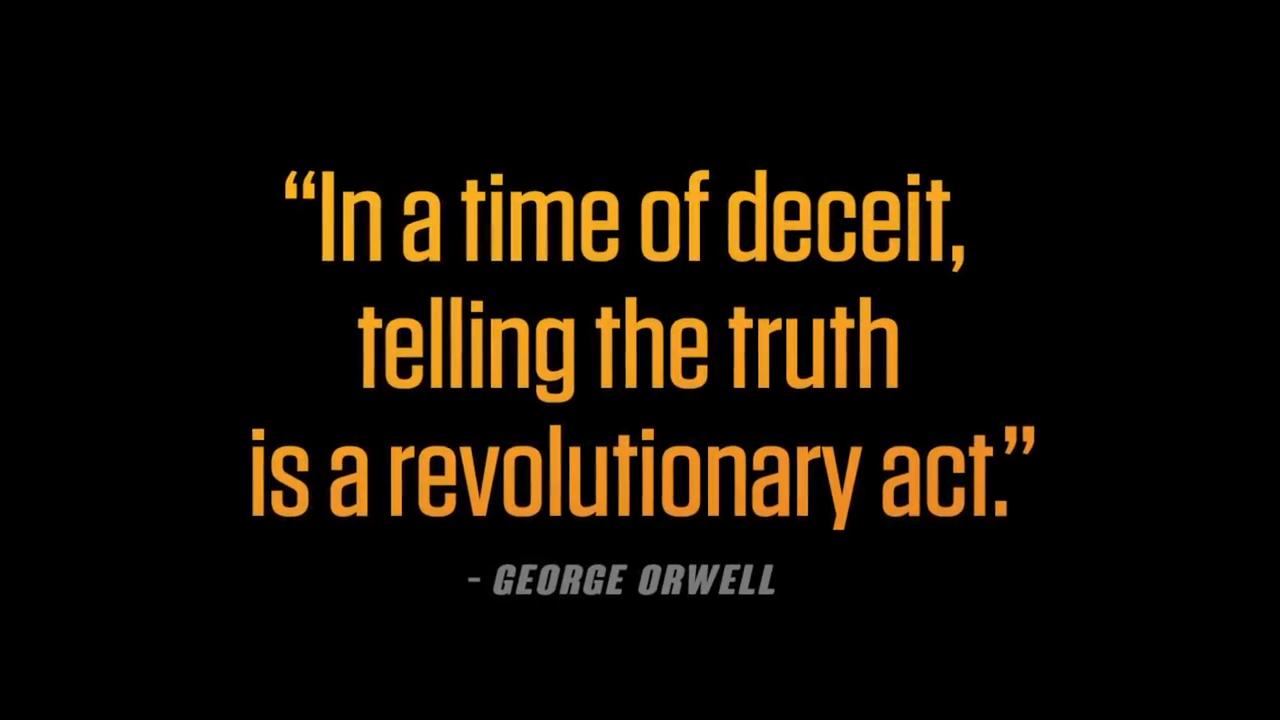 “In a time of deceit,
telling the truth
is a revolutionary act.”
- GEORGE ORWELL